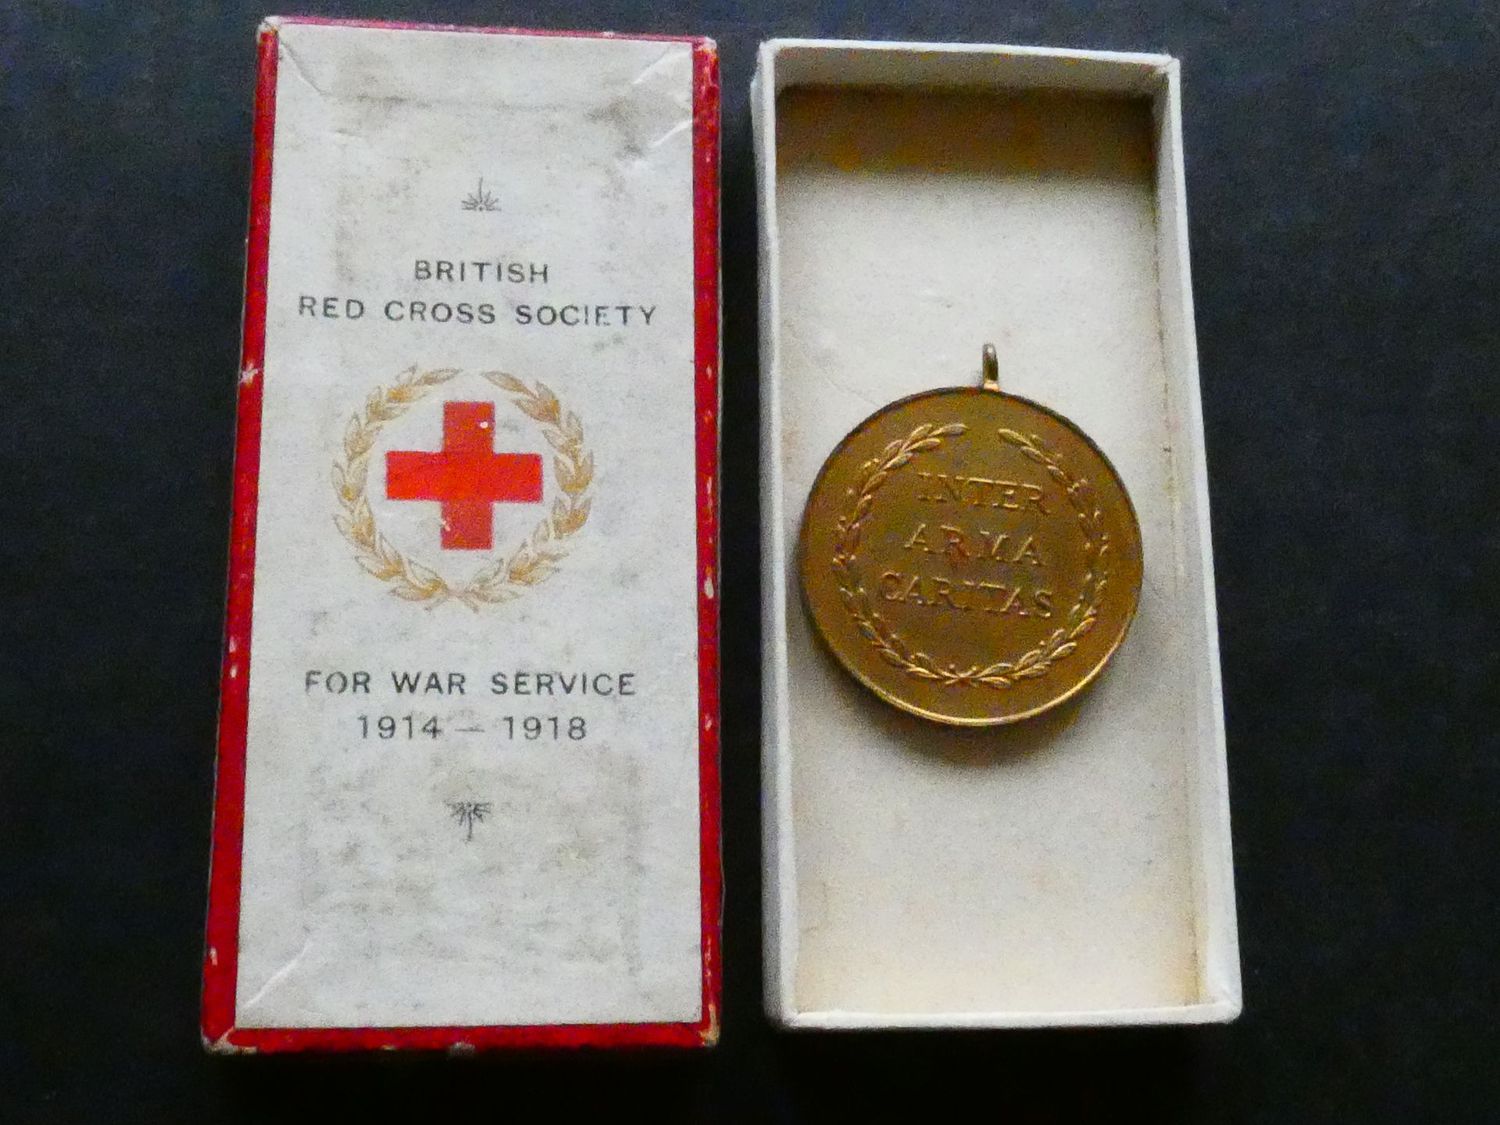 BRITISH
RED CROSS SOCIETY
FOR WAR SERVICE
1914 — 1918
INTER
ARMA
CARITAS